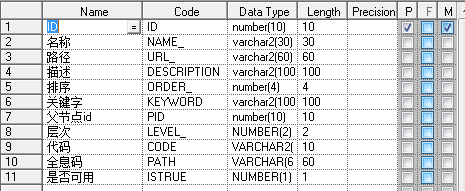 Name Code Data Type Length Precision P F M
1 ID = ID number(10) 10
2 名称 NAME_ varchar2(30) 30
3 路径 URL_ varchar2(60) 60
4 描述 DESCRIPTION varchar2(100 100
5 排序 ORDER_ number(4) 4
6 关键字 KEYWORD varchar2(100 100
7 父节点id PID number(10) 10
8 层次 LEVEL_ NUMBER(2) 2
9 代码 CODE VARCHAR2( 10
10 全息码 PATH VARCHAR(6 60
11 是否可用 ISTRUE NUMBER(1) 1